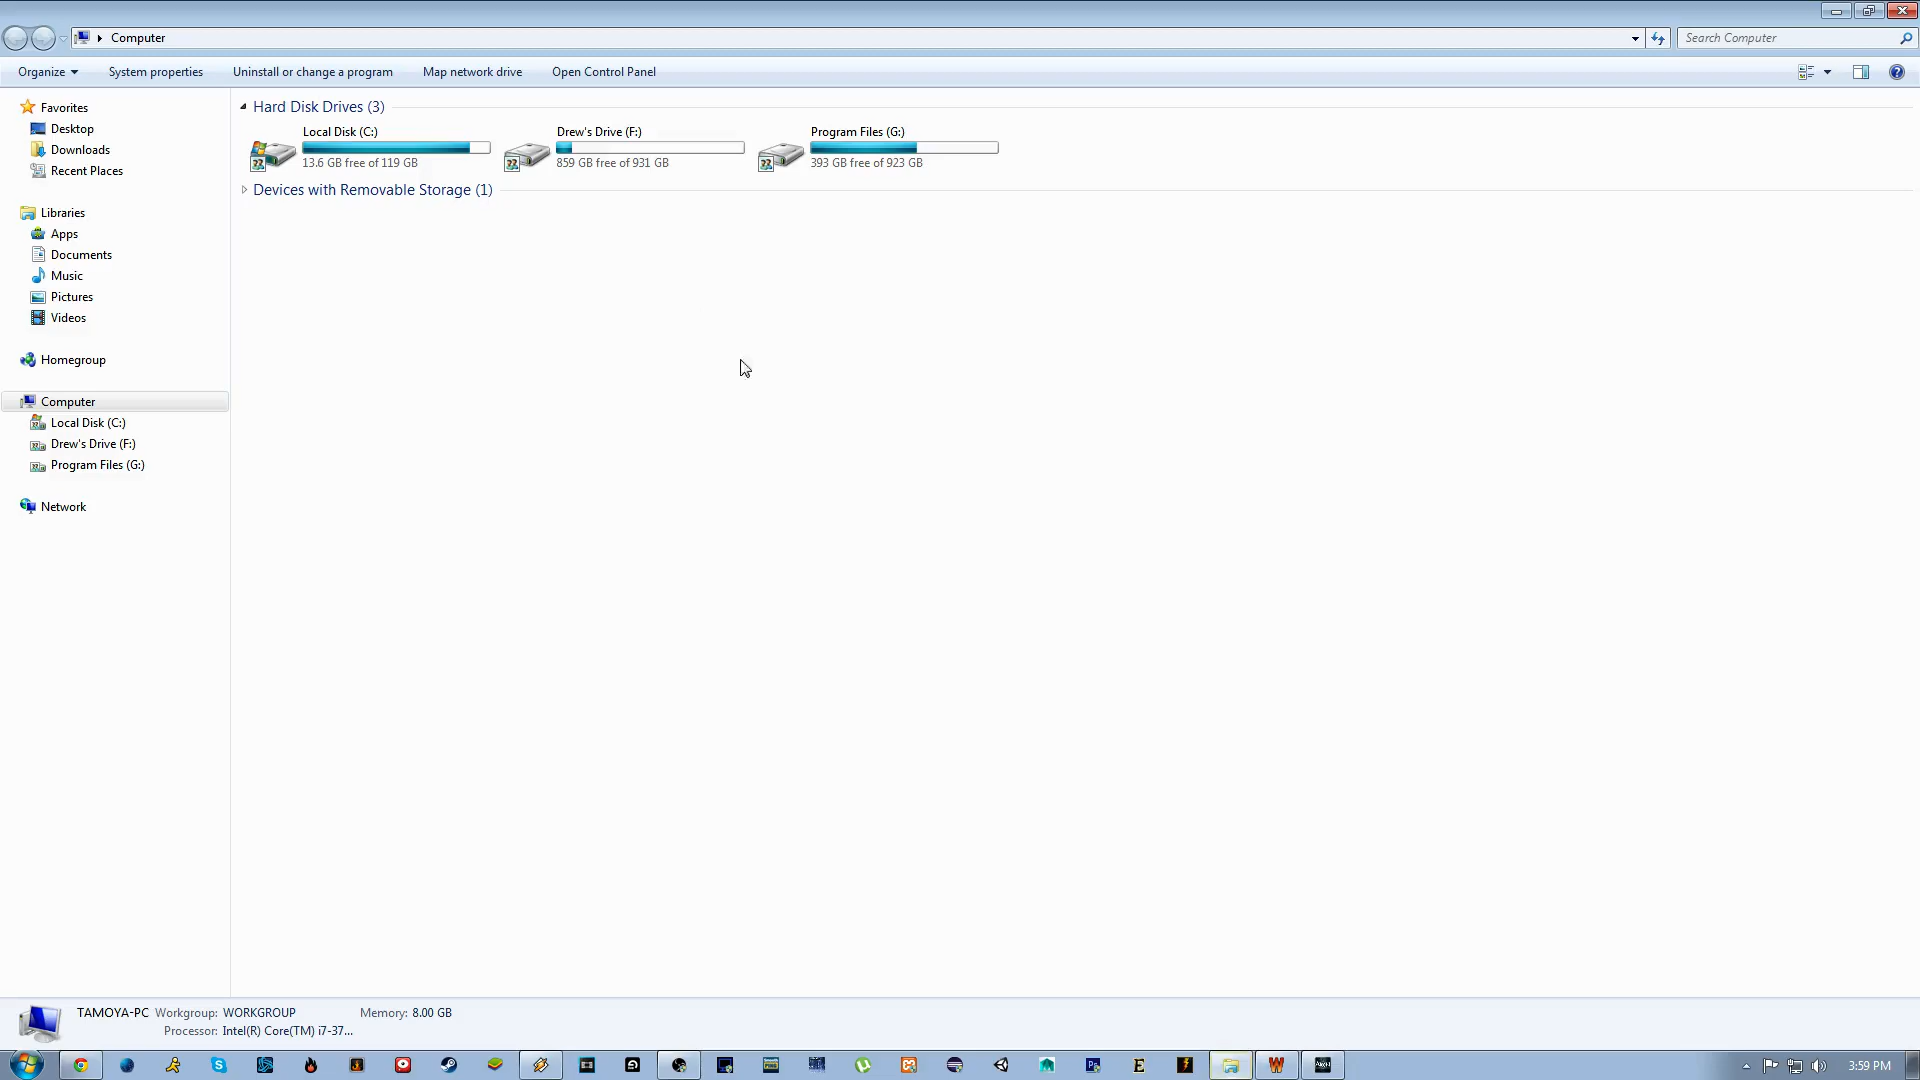 Computer
Search Computer
Organize
System properties
Uninstall or change a program
Map network drive
Open Control Panel
Favorites
Desktop
Downloads
Recent Places
Libraries
Apps
Documents
Music
Pictures
Videos
Homegroup
Computer
Local Disk (C:)
Drew's Drive (F:)
Program Files (G:)
Network
Hard Disk Drives (3)
Local Disk (C:)
13.6 GB free of 119 GB
Drew's Drive (F:)
859 GB free of 931 GB
Program Files (G:)
393 GB free of 923 GB
Devices with Removable Storage (1)
TAMOYA-PC Workgroup: WORKGROUP Memory: 8.00 GB
Processor: Intel(R) Core(TM) i7-37...
3:59 PM